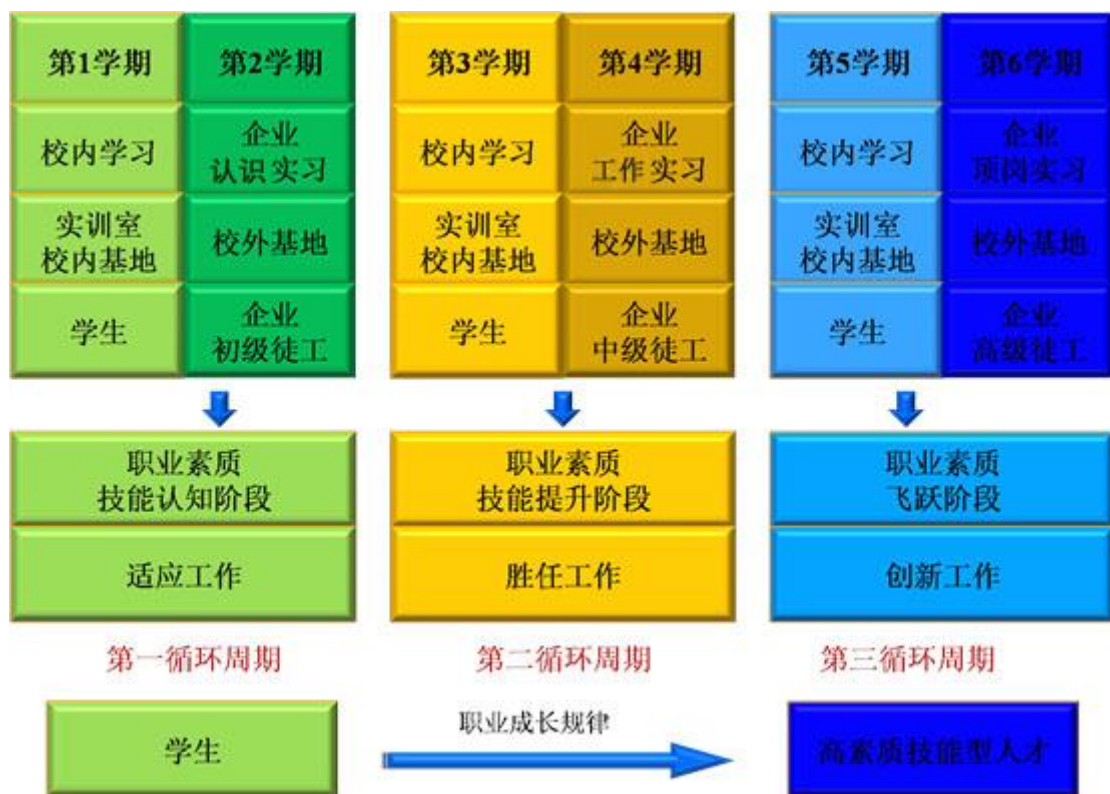 第1学期
第2学期
第3学期
第4学期
第5学期
第6学期
校内学习
企业
认识实习
校内学习
企业
工作实习
校内学习
企业
顶岗实习
实训室
校内基地
校外基地
实训室
校内基地
校外基地
实训室
校内基地
校外基地
学生
企业
初级徒工
学生
企业
中级徒工
学生
企业
高级徒工
职业素质
技能认知阶段
职业素质
技能提升阶段
职业素质
飞跃阶段
适应工作
胜任工作
创新工作
第一循环周期
第二循环周期
第三循环周期
学生
职业成长规律
高素质技能型人才